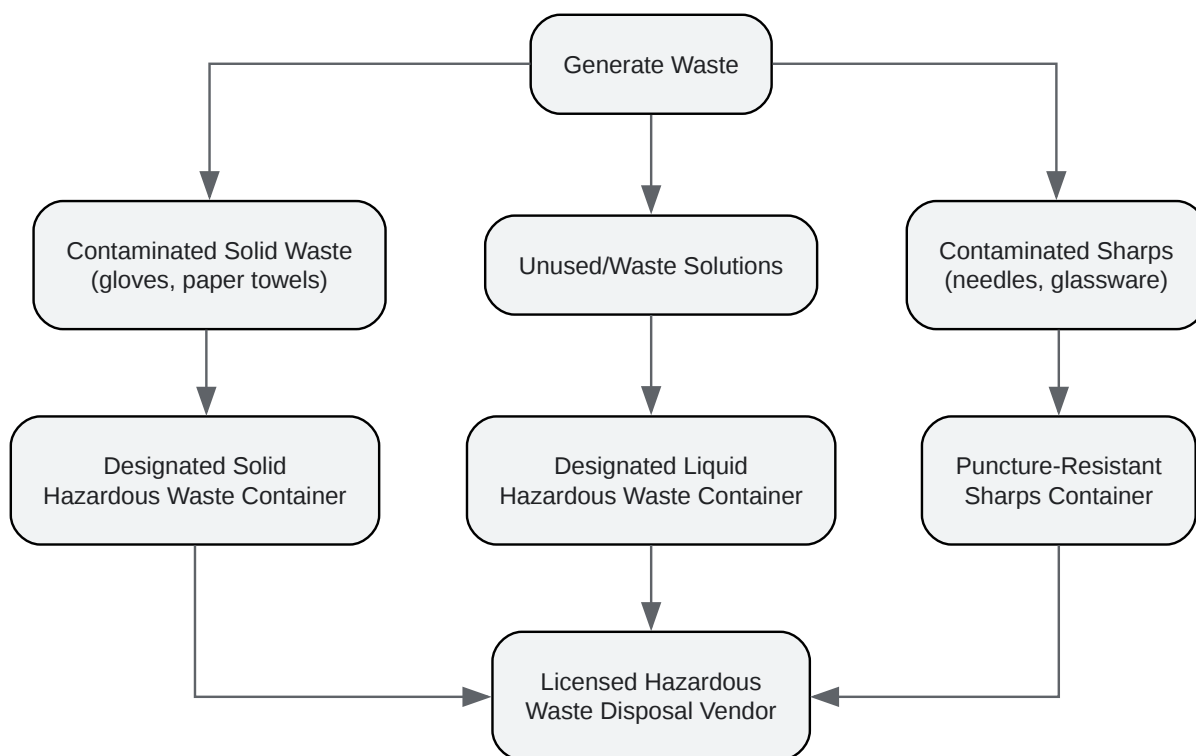 Generate Waste
Contaminated Solid Waste
(gloves, paper towels)
Unused/Waste Solutions
Contaminated Sharps
(needles, glassware)
Designated Solid
Hazardous Waste Container
Designated Liquid
Hazardous Waste Container
Puncture-Resistant
Sharps Container
Licensed Hazardous
Waste Disposal Vendor